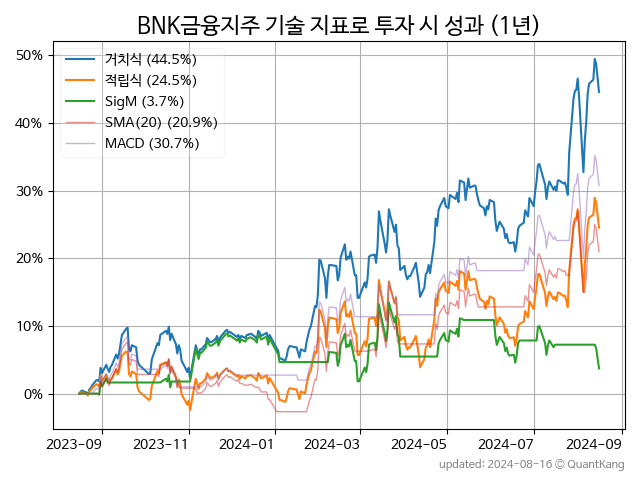 BNK금융지주 기술 지표로 투자 시 성과 (1년)
거치식 (44.5%)
적립식 (24.5%)
SigM (3.7%)
SMA(20) (20.9%)
MACD (30.7%)
50%
40%
30%
20%
10%
0%
2023-09 2023-11 2024-01 2024-03 2024-05 2024-07 2024-09
updated: 2024-08-16 © QuantKang